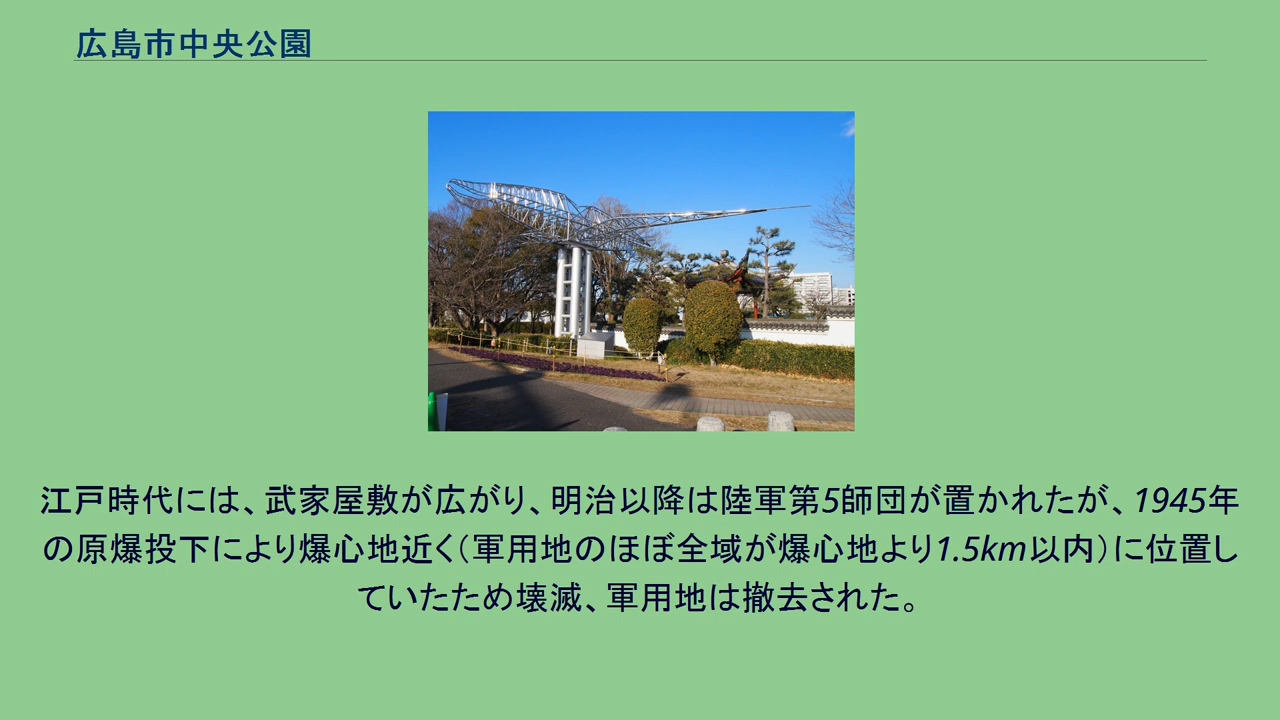 広島市中央公園
江戸時代には、武家屋敷が広がり、明治以降は陸軍第5師団が置かれたが、1945年
の原爆投下により爆心地近く（軍用地のほぼ全域が爆心地より1.5km以内）に位置し
ていたため壊滅、軍用地は撤去された。